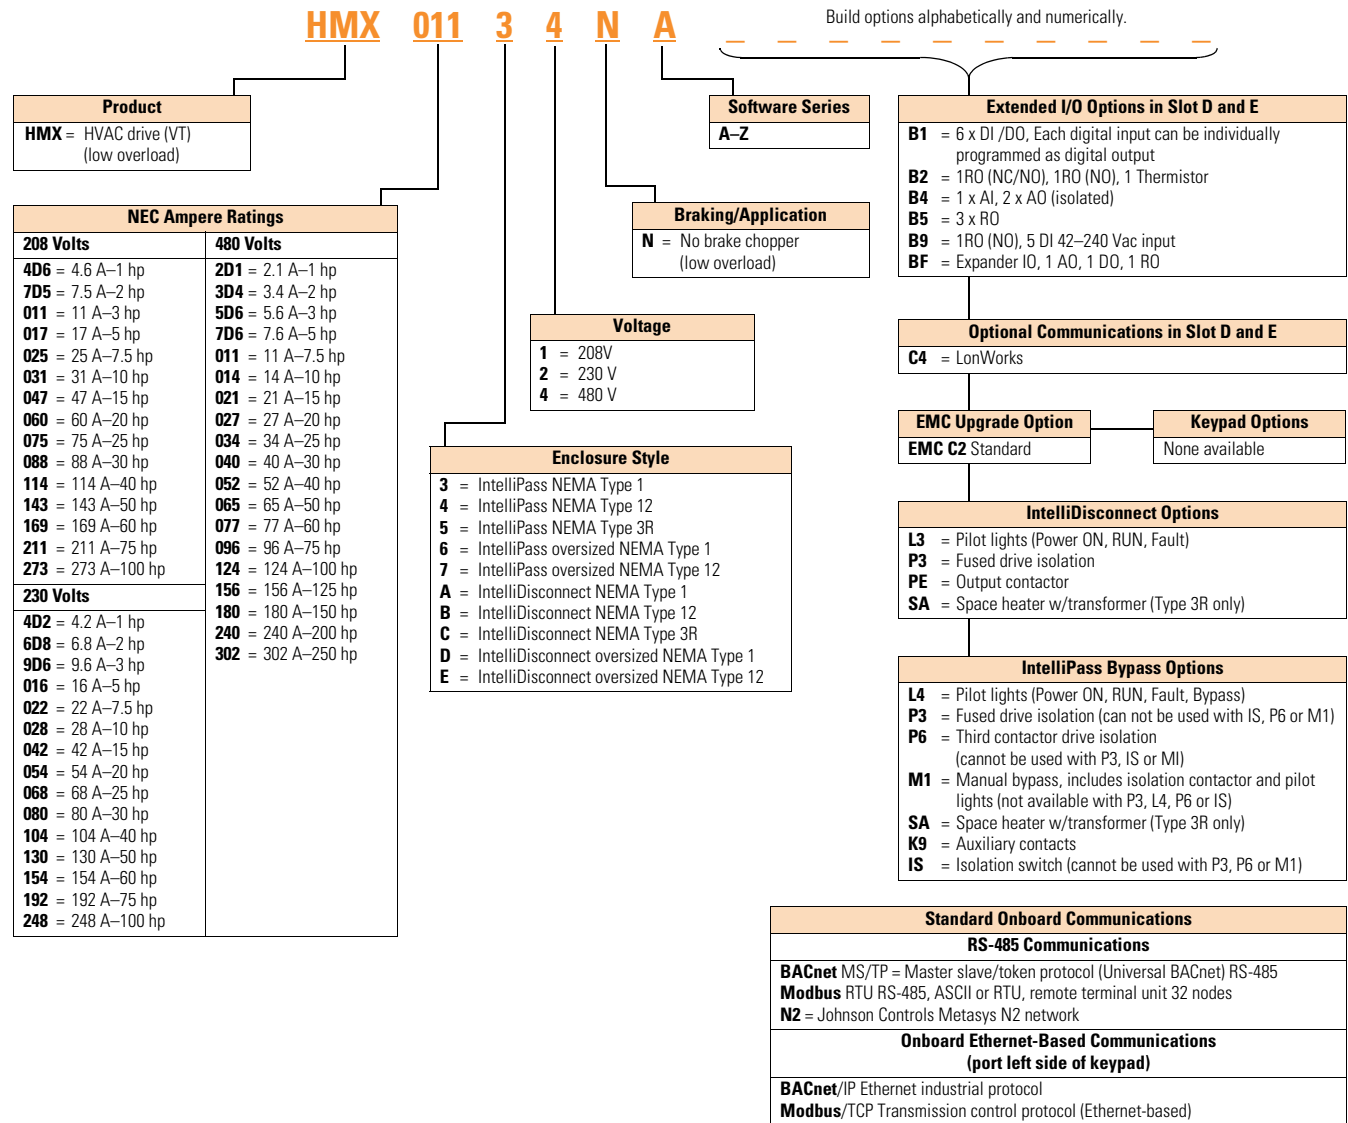 HMX 011 3 4 N A
Build options alphabetically and numerically.
Product
HMX = HVAC drive (VT)
(low overload)
NEC Ampere Ratings
208 Volts
4D6 = 4.6 A–1 hp
7D5 = 7.5 A–2 hp
011 = 11 A–3 hp
017 = 17 A–5 hp
025 = 25 A–7.5 hp
031 = 31 A–10 hp
047 = 47 A–15 hp
060 = 60 A–20 hp
075 = 75 A–25 hp
088 = 88 A–30 hp
114 = 114 A–40 hp
143 = 143 A–50 hp
169 = 169 A–60 hp
211 = 211 A–75 hp
273 = 273 A–100 hp
230 Volts
4D2 = 4.2 A–1 hp
6D8 = 6.8 A–2 hp
9D6 = 9.6 A–3 hp
016 = 16 A–5 hp
022 = 22 A–7.5 hp
028 = 28 A–10 hp
042 = 42 A–15 hp
054 = 54 A–20 hp
068 = 68 A–25 hp
080 = 80 A–30 hp
104 = 104 A–40 hp
130 = 130 A–50 hp
154 = 154 A–60 hp
192 = 192 A–75 hp
248 = 248 A–100 hp
480 Volts
2D1 = 2.1 A–1 hp
3D4 = 3.4 A–2 hp
5D6 = 5.6 A–3 hp
7D6 = 7.6 A–5 hp
011 = 11 A–7.5 hp
014 = 14 A–10 hp
021 = 21 A–15 hp
027 = 27 A–20 hp
034 = 34 A–25 hp
040 = 40 A–30 hp
052 = 52 A–40 hp
065 = 65 A–50 hp
077 = 77 A–60 hp
096 = 96 A–75 hp
124 = 124 A–100 hp
156 = 156 A–125 hp
180 = 180 A–150 hp
240 = 240 A–200 hp
302 = 302 A–250 hp
Enclosure Style
3 = IntelliPass NEMA Type 1
4 = IntelliPass NEMA Type 12
5 = IntelliPass NEMA Type 3R
6 = IntelliPass oversized NEMA Type 1
7 = IntelliPass oversized NEMA Type 12
A = IntelliDisconnect NEMA Type 1
B = IntelliDisconnect NEMA Type 12
C = IntelliDisconnect NEMA Type 3R
D = IntelliDisconnect oversized NEMA Type 1
E = IntelliDisconnect oversized NEMA Type 12
Voltage
1 = 208V
2 = 230 V
4 = 480 V
Braking/Application
N = No brake chopper
(low overload)
Software Series
A–Z
Extended I/O Options in Slot D and E
B1 = 6 x DI /DO, Each digital input can be individually
programmed as digital output
B2 = 1RO (NC/NO), 1RO (NO), 1 Thermistor
B4 = 1 x AI, 2 x AO (isolated)
B5 = 3 x RO
B9 = 1RO (NO), 5 DI 42–240 Vac input
BF = Expander IO, 1 AO, 1 DO, 1 RO
Optional Communications in Slot D and E
C4 = LonWorks
EMC Upgrade Option
EMC C2 Standard
Keypad Options
None available
IntelliDisconnect Options
L3 = Pilot lights (Power ON, RUN, Fault)
P3 = Fused drive isolation
PE = Output contactor
SA = Space heater w/transformer (Type 3R only)
IntelliPass Bypass Options
L4 = Pilot lights (Power ON, RUN, Fault, Bypass)
P3 = Fused drive isolation (can not be used with IS, P6 or M1)
P6 = Third contactor drive isolation
(cannot be used with P3, IS or MI)
M1 = Manual bypass, includes isolation contactor and pilot
lights (not available with P3, L4, P6 or IS)
SA = Space heater w/transformer (Type 3R only)
K9 = Auxiliary contacts
IS = Isolation switch (cannot be used with P3, P6 or M1)
Standard Onboard Communications
RS-485 Communications
BACnet MS/TP = Master slave/token protocol (Universal BACnet) RS-485
Modbus RTU RS-485, ASCII or RTU, remote terminal unit 32 nodes
N2 = Johnson Controls Metasys N2 network
Onboard Ethernet-Based Communications
(port left side of keypad)
BACnet/IP Ethernet industrial protocol
Modbus/TCP Transmission control protocol (Ethernet-based)